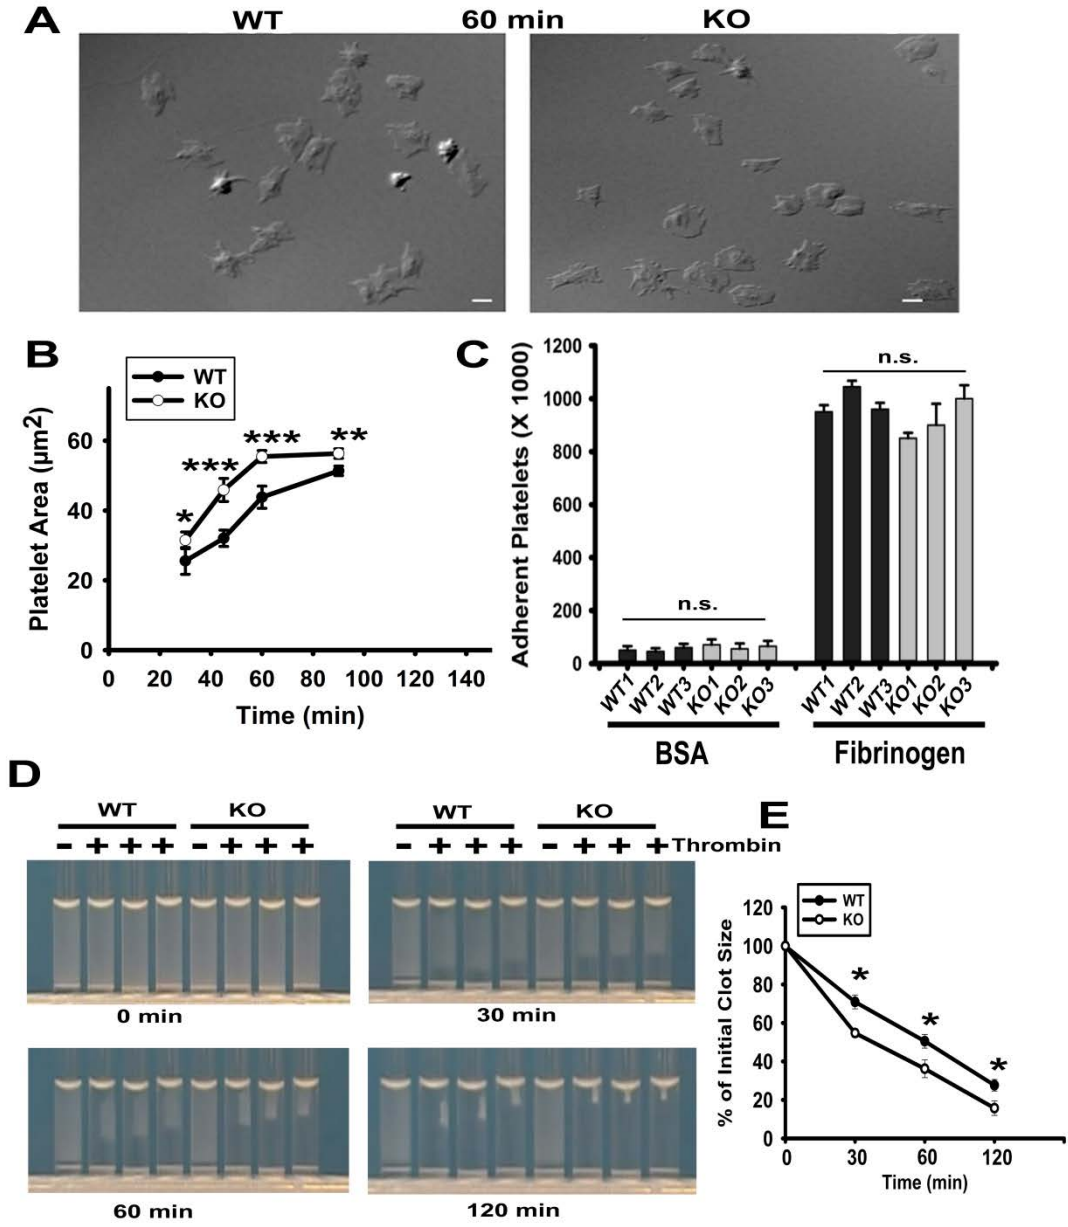 A WT 60 min KO
B
WT
KO
Platelet Area (µm2)
60
40
20
0
* *** *** **
0 20 40 60 80 100 120 140
Time (min)
C
Adherent Platelets (X 1000)
1200
1000
800
600
400
200
0
n.s.
n.s.
WT1 WT2 WT3 KO1 KO2 KO3 WT1 WT2 WT3 KO1 KO2 KO3
BSA Fibrinogen
D
WT KO WT KO
- + + + - + + + - + + + - + + + Thrombin
0 min 30 min
60 min 120 min
E
WT
KO
% of Initial Clot Size
120
100
80
60
40
20
0
* * *
0 30 60 120
Time (min)